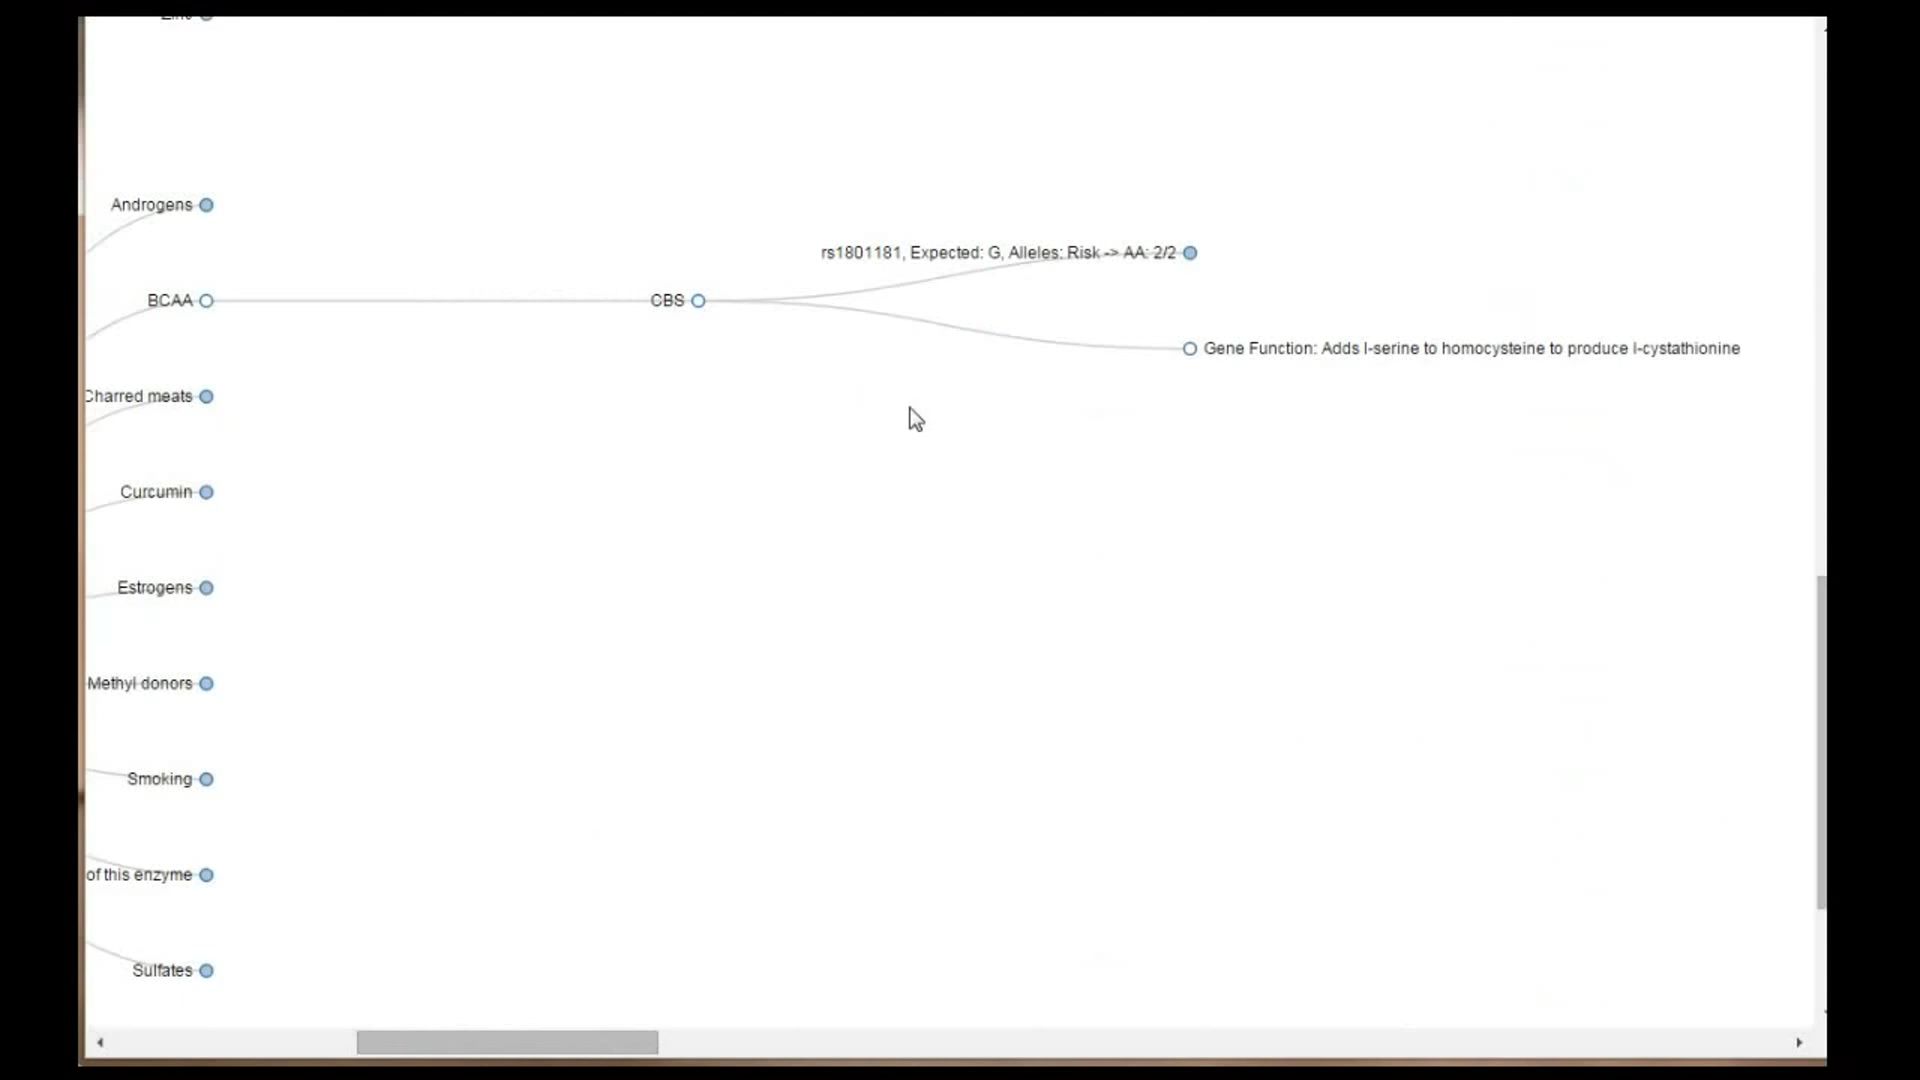 Zinc
Androgens
rs1801181, Expected: G, Alleles: Risk -> AA: 2/2
BCAA
CBS
Gene Function: Adds l-serine to homocysteine to produce l-cystathionine
Charred meats
Curcumin
Estrogens
Methyl donors
Smoking
of this enzyme
Sulfates